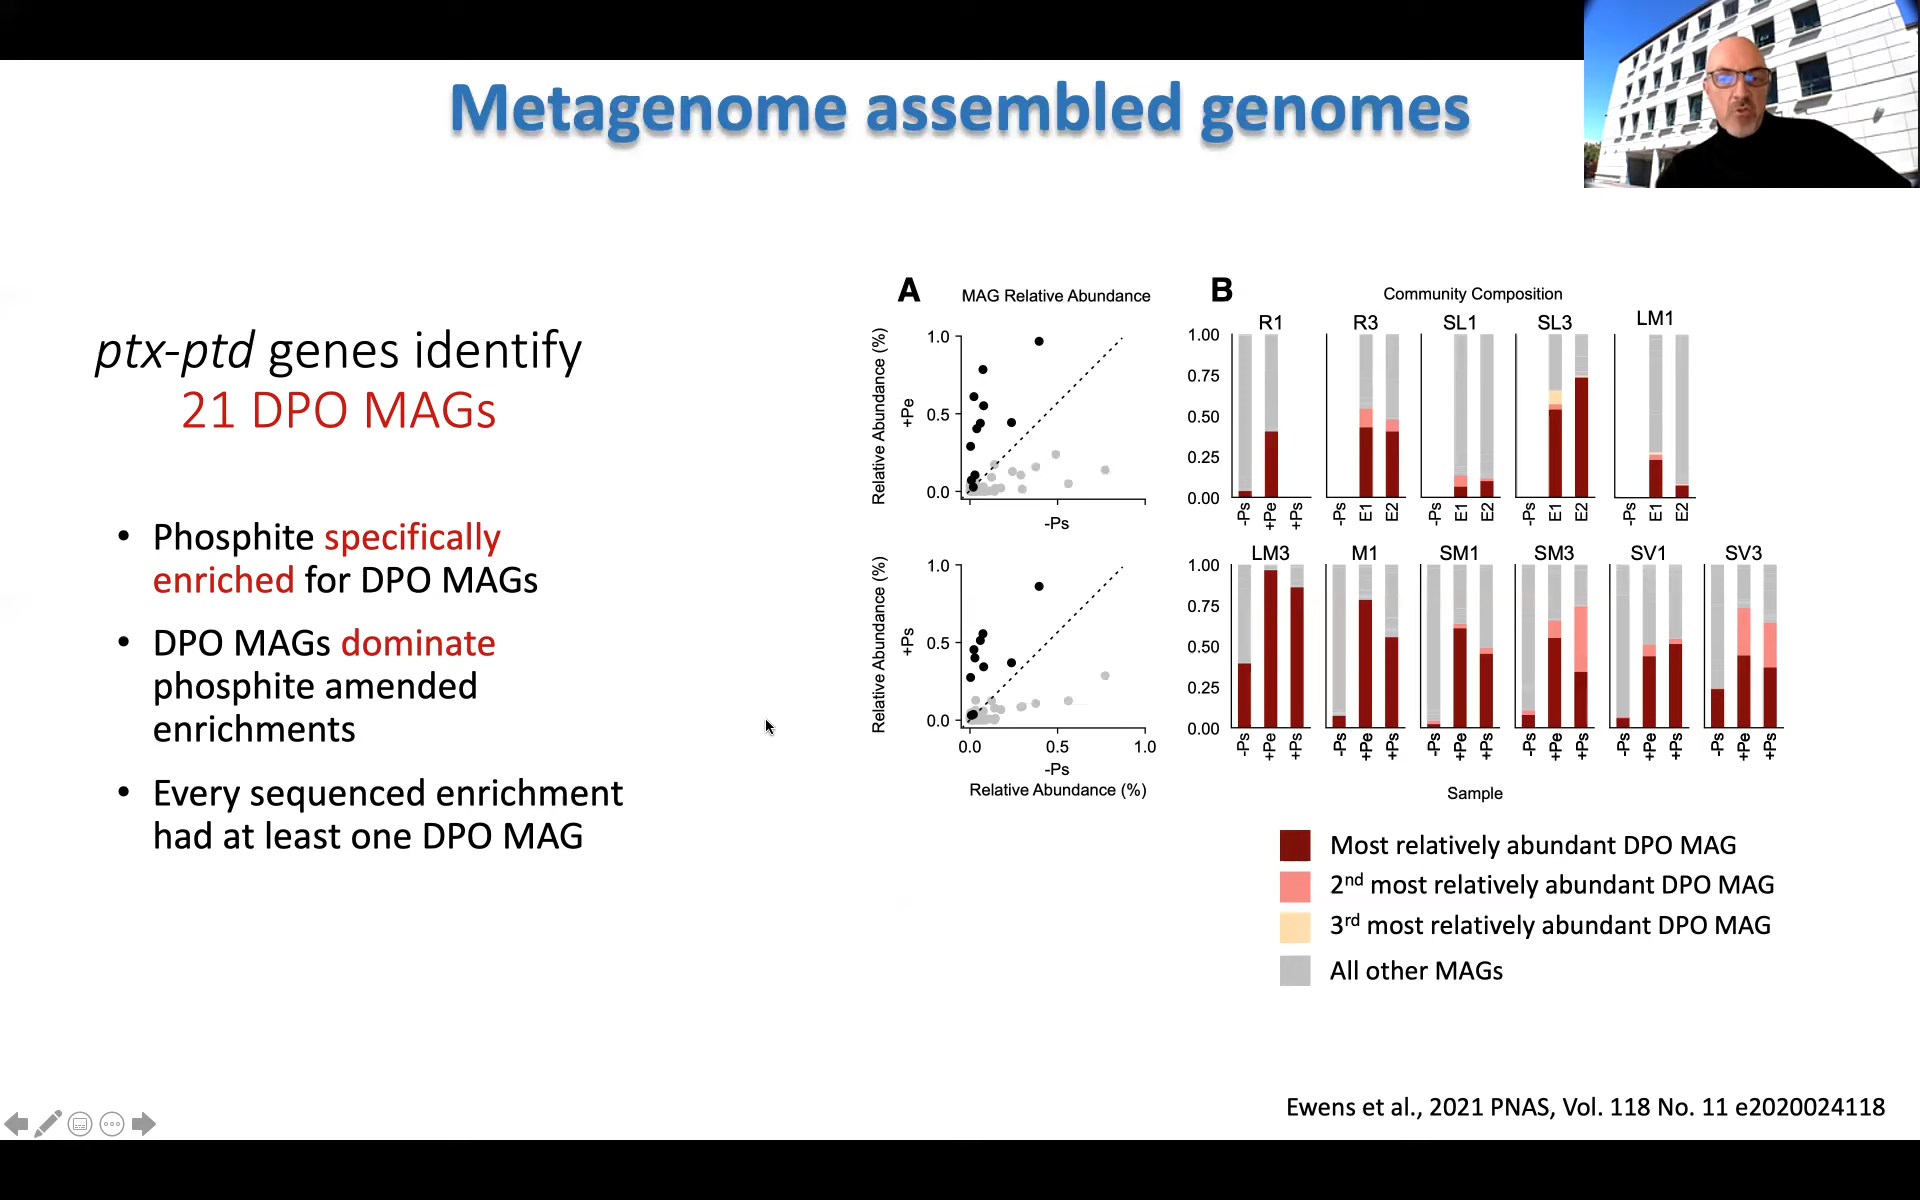 Metagenome assembled genomes
ptx-ptd genes identify
21 DPO MAGs
• Phosphite specifically
enriched for DPO MAGs
• DPO MAGs dominate
phosphite amended
enrichments
• Every sequenced enrichment
had at least one DPO MAG
A
MAG Relative Abundance
Relative Abundance (%)
+Pe
1.0
0.5
0.0
-Ps
Relative Abundance (%)
+Ps
1.0
0.5
0.0
0.0 0.5 1.0
-Ps
Relative Abundance (%)
B
Community Composition
R1 R3 SL1 SL3 LM1
1.00
0.75
0.50
0.25
0.00
-Ps +Pe +Ps -Ps E1 E2 -Ps E1 E2 -Ps E1 E2 -Ps E1 E2
LM3 M1 SM1 SM3 SV1 SV3
1.00
0.75
0.50
0.25
0.00
-Ps +Pe +Ps -Ps +Pe +Ps -Ps +Pe +Ps -Ps +Pe +Ps -Ps +Pe +Ps -Ps +Pe +Ps
Sample
Most relatively abundant DPO MAG
2nd most relatively abundant DPO MAG
3rd most relatively abundant DPO MAG
All other MAGs
Ewens et al., 2021 PNAS, Vol. 118 No. 11 e2020024118